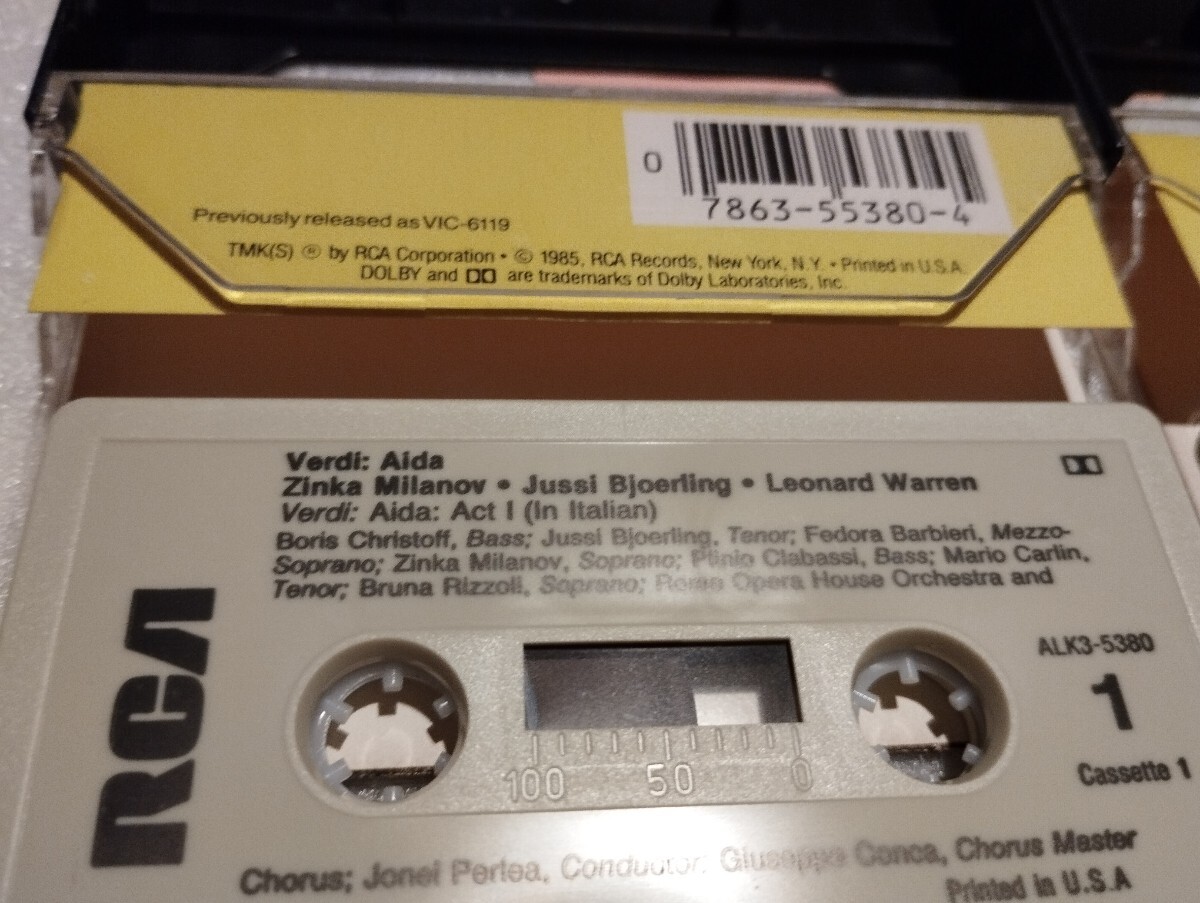 0
7863-55380-4
Previously released as VIC-6119
TMK(S) ® by RCA Corporation • © 1985, RCA Records, New York, N.Y. • Printed in U.S.A.
DOLBY and are trademarks of Dolby Laboratories, Inc.
Verdi: Aida
Zinka Milanov • Jussi Bjoerling • Leonard Warren
Verdi: Aida: Act I (In Italian)
Boris Christoff, Bass; Jussi Bjoerling, Tenor; Fedora Barbieri, Mezzo-
Soprano; Zinka Milanov, Soprano; Plinio Clabassi, Bass; Mario Carlin,
Tenor; Bruna Rizzoli, Soprano; Rome Opera House Orchestra and
RCA
ALK3-5380
1
Cassette 1
100 50 0
Chorus; Jonel Perlea, Conductor; Giuseppe Conca, Chorus Master
Printed in U.S.A